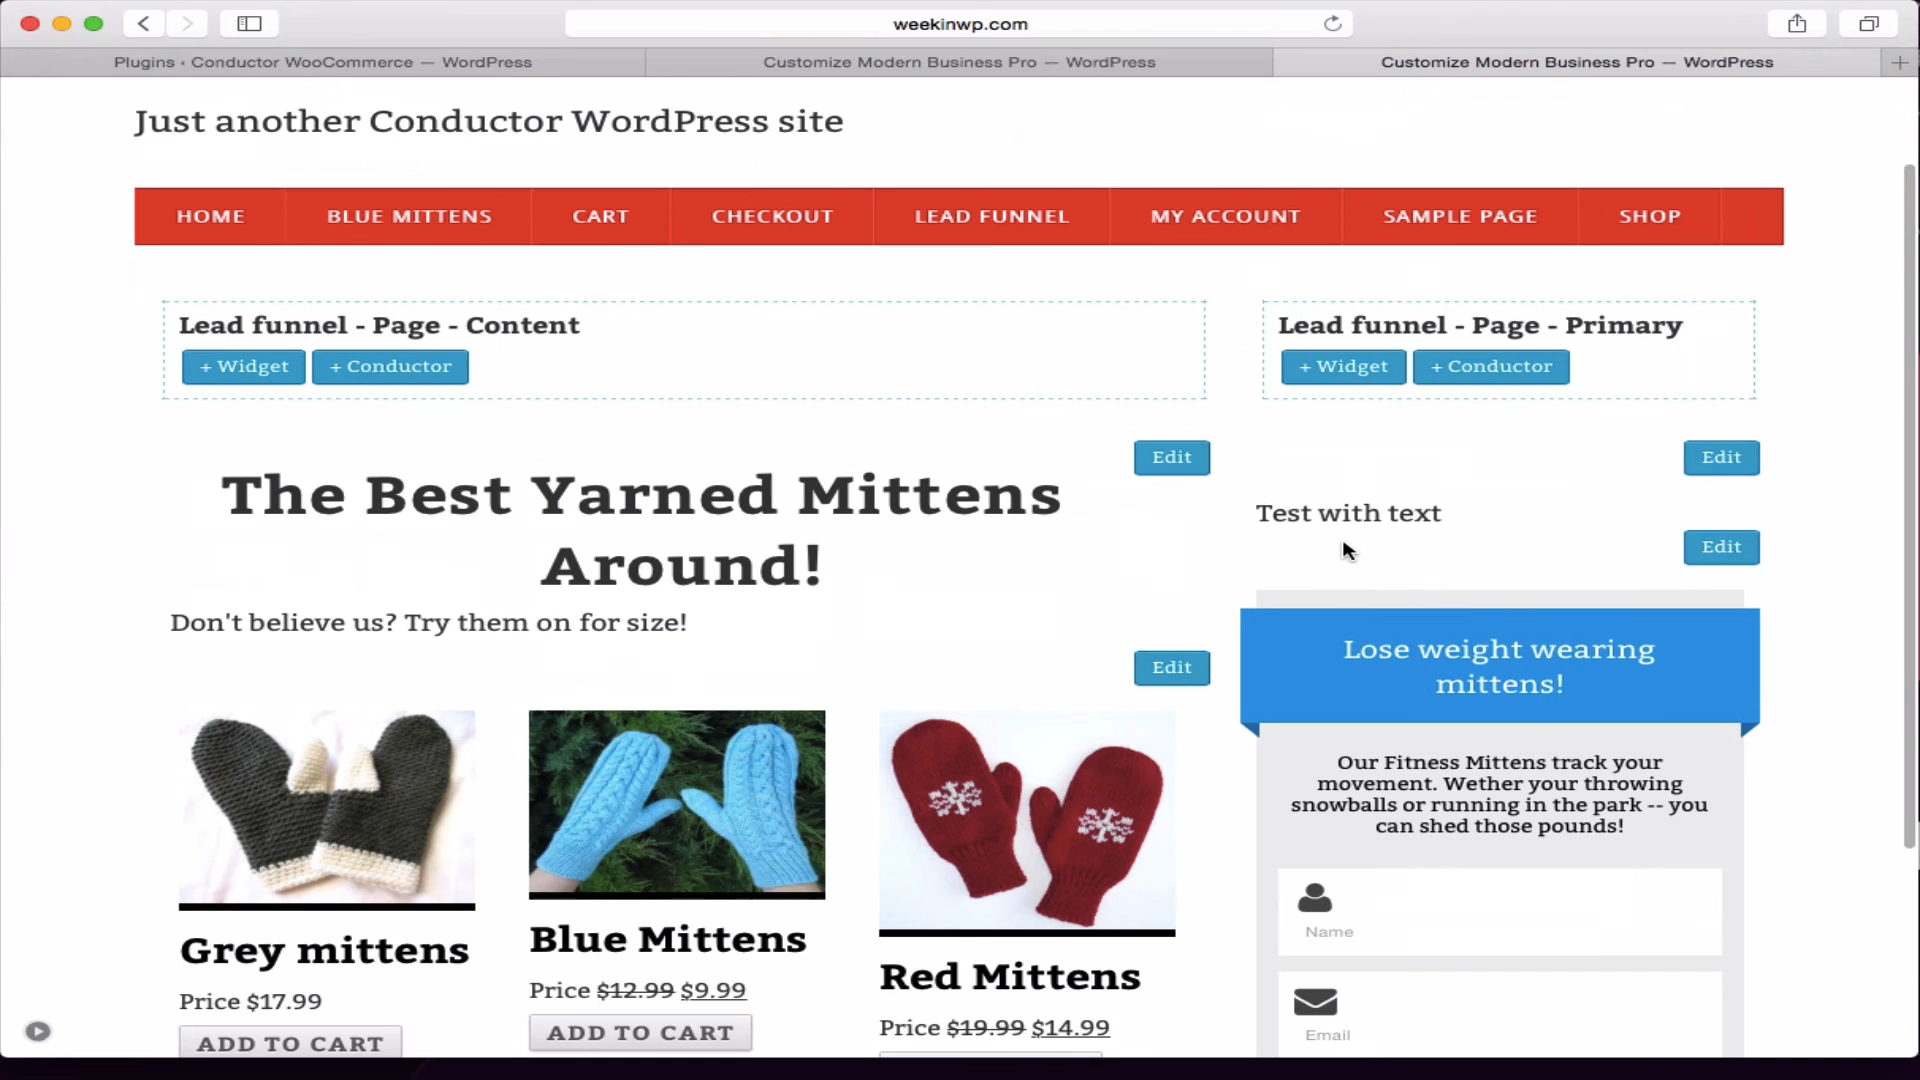 weekinwp.com
Plugins ‹ Conductor WooCommerce — WordPress
Customize Modern Business Pro — WordPress
Customize Modern Business Pro — WordPress
Just another Conductor WordPress site
HOME
BLUE MITTENS
CART
CHECKOUT
LEAD FUNNEL
MY ACCOUNT
SAMPLE PAGE
SHOP
Lead funnel - Page - Content
+ Widget
+ Conductor
Lead funnel - Page - Primary
+ Widget
+ Conductor
Edit
The Best Yarned Mittens
Around!
Don't believe us? Try them on for size!
Edit
Edit
Test with text
Edit
Lose weight wearing
mittens!
Our Fitness Mittens track your
movement. Wether your throwing
snowballs or running in the park -- you
can shed those pounds!
Name
Email
Grey mittens
Price $17.99
ADD TO CART
Blue Mittens
Price $12.99 $9.99
ADD TO CART
Red Mittens
Price $19.99 $14.99